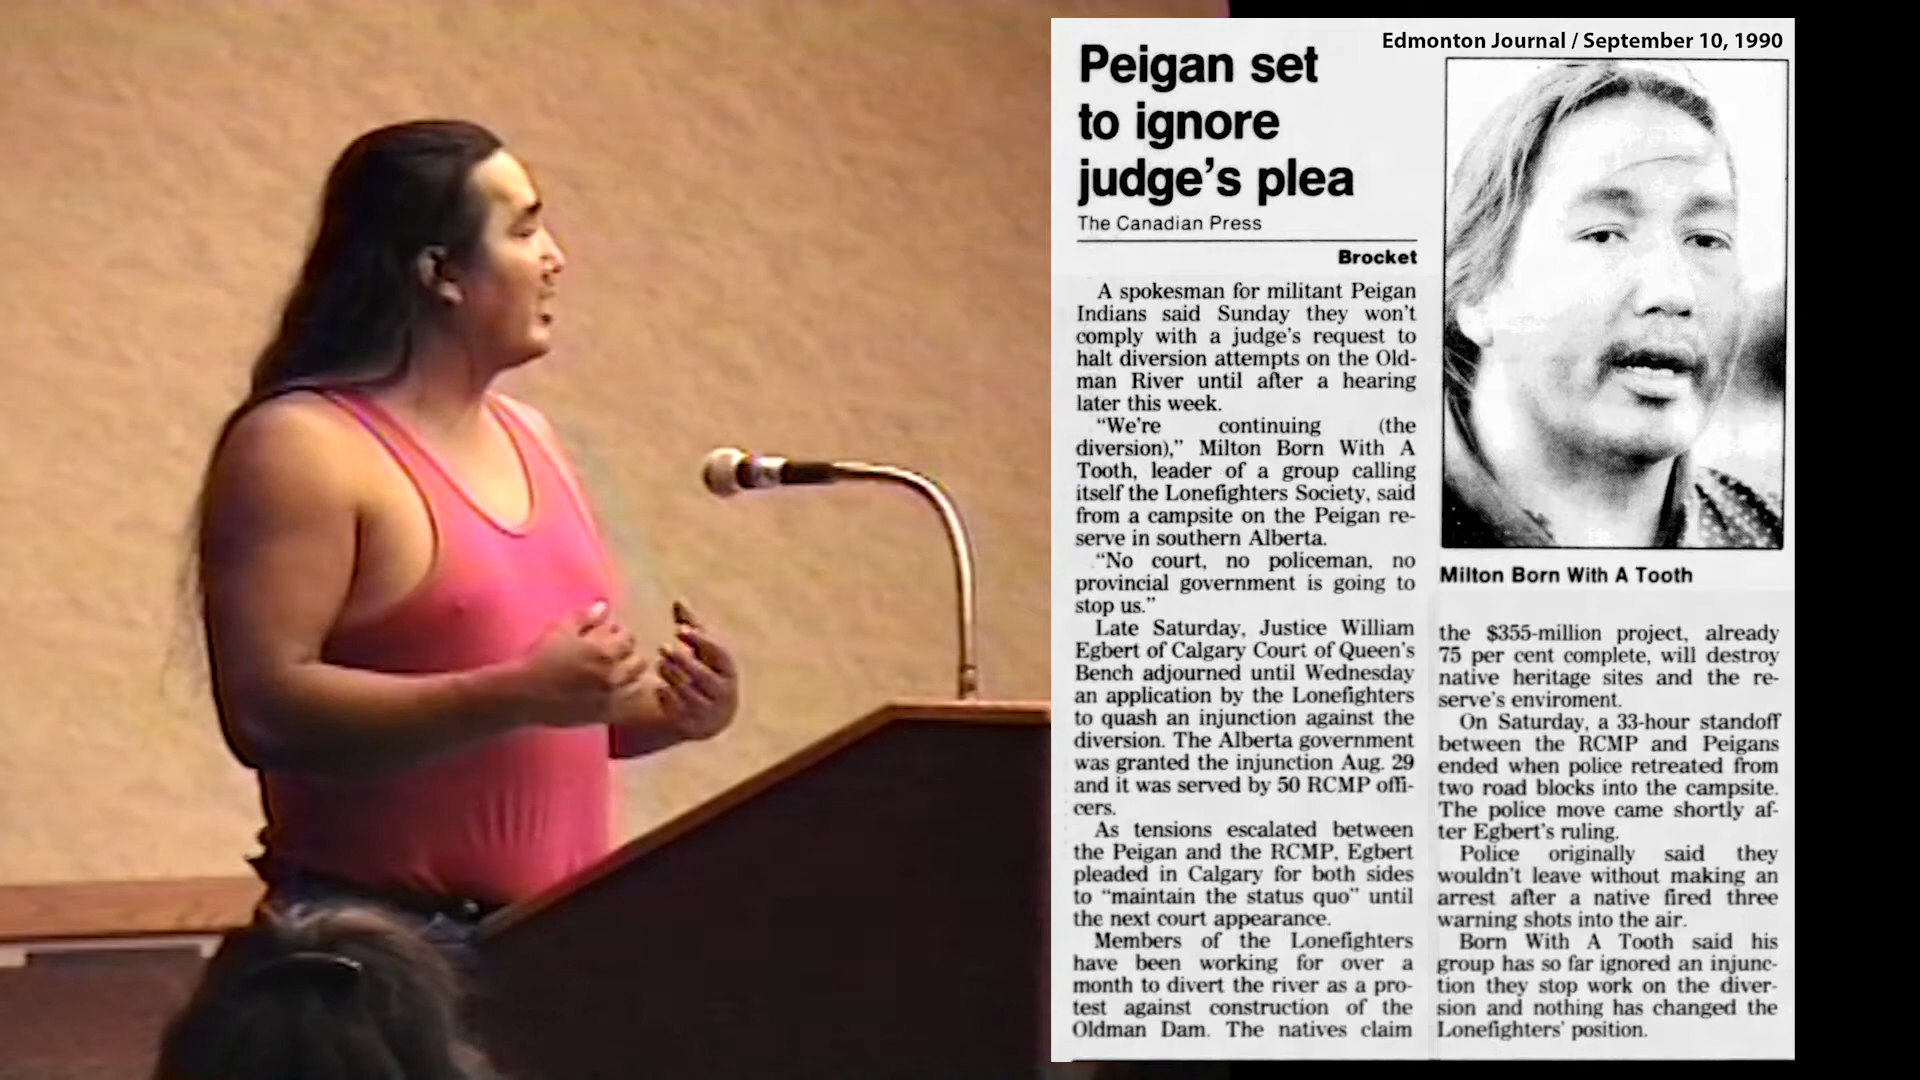 Edmonton Journal / September 10, 1990
Peigan set
to ignore
judge's plea
The Canadian Press
Brocket
A spokesman for militant Peigan
Indians said Sunday they won't
comply with a judge's request to
halt diversion attempts on the Old-
man River until after a hearing
later this week.
“We're continuing (the
diversion),” Milton Born With A
Tooth, leader of a group calling
itself the Lonefighters Society, said
from a campsite on the Peigan re-
serve in southern Alberta.
“No court, no policeman, no
provincial government is going to
stop us.”
Late Saturday, Justice William
Egbert of Calgary Court of Queen's
Bench adjourned until Wednesday
an application by the Lonefighters
to quash an injunction against the
diversion. The Alberta government
was granted the injunction Aug. 29
and it was served by 50 RCMP offi-
cers.
As tensions escalated between
the Peigan and the RCMP, Egbert
pleaded in Calgary for both sides
to “maintain the status quo” until
the next court appearance.
Members of the Lonefighters
have been working for over a
month to divert the river as a pro-
test against construction of the
Oldman Dam. The natives claim
Milton Born With A Tooth
the $355-million project, already
75 per cent complete, will destroy
native heritage sites and the re-
serve's enviroment.
On Saturday, a 33-hour standoff
between the RCMP and Peigans
ended when police retreated from
two road blocks into the campsite.
The police move came shortly af-
ter Egbert's ruling.
Police originally said they
wouldn't leave without making an
arrest after a native fired three
warning shots into the air.
Born With A Tooth said his
group has so far ignored an injunc-
tion they stop work on the diver-
sion and nothing has changed the
Lonefighters' position.